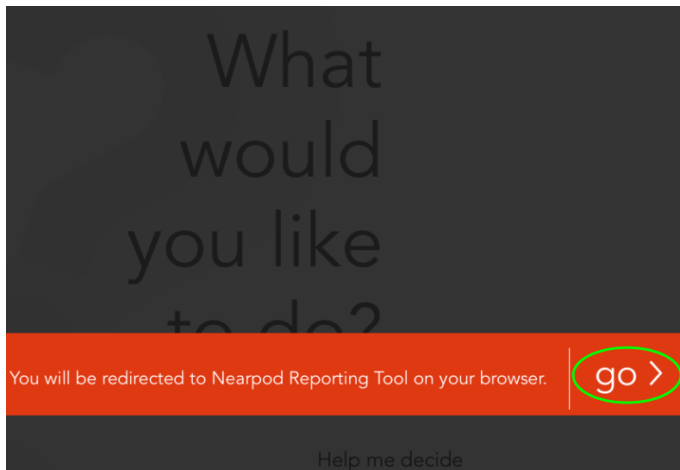 What
would
you like
to do?
You will be redirected to Nearpod Reporting Tool on your browser.
go >
Help me decide